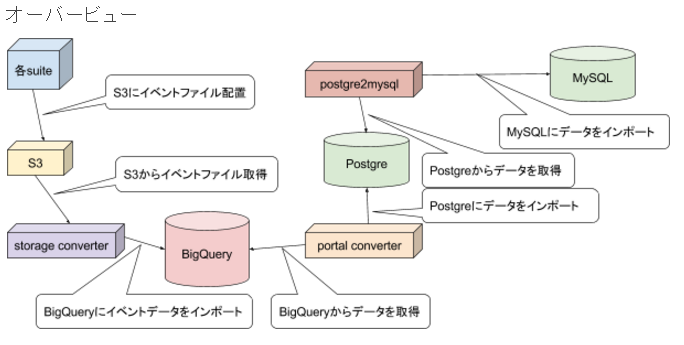 オーバービュー
各suite
S3にイベントファイル配置
S3
S3からイベントファイル取得
storage converter
BigQueryにイベントデータをインポート
BigQuery
BigQueryからデータを取得
portal converter
Postgreにデータをインポート
Postgre
Postgreからデータを取得
postgre2mysql
MySQLにデータをインポート
MySQL